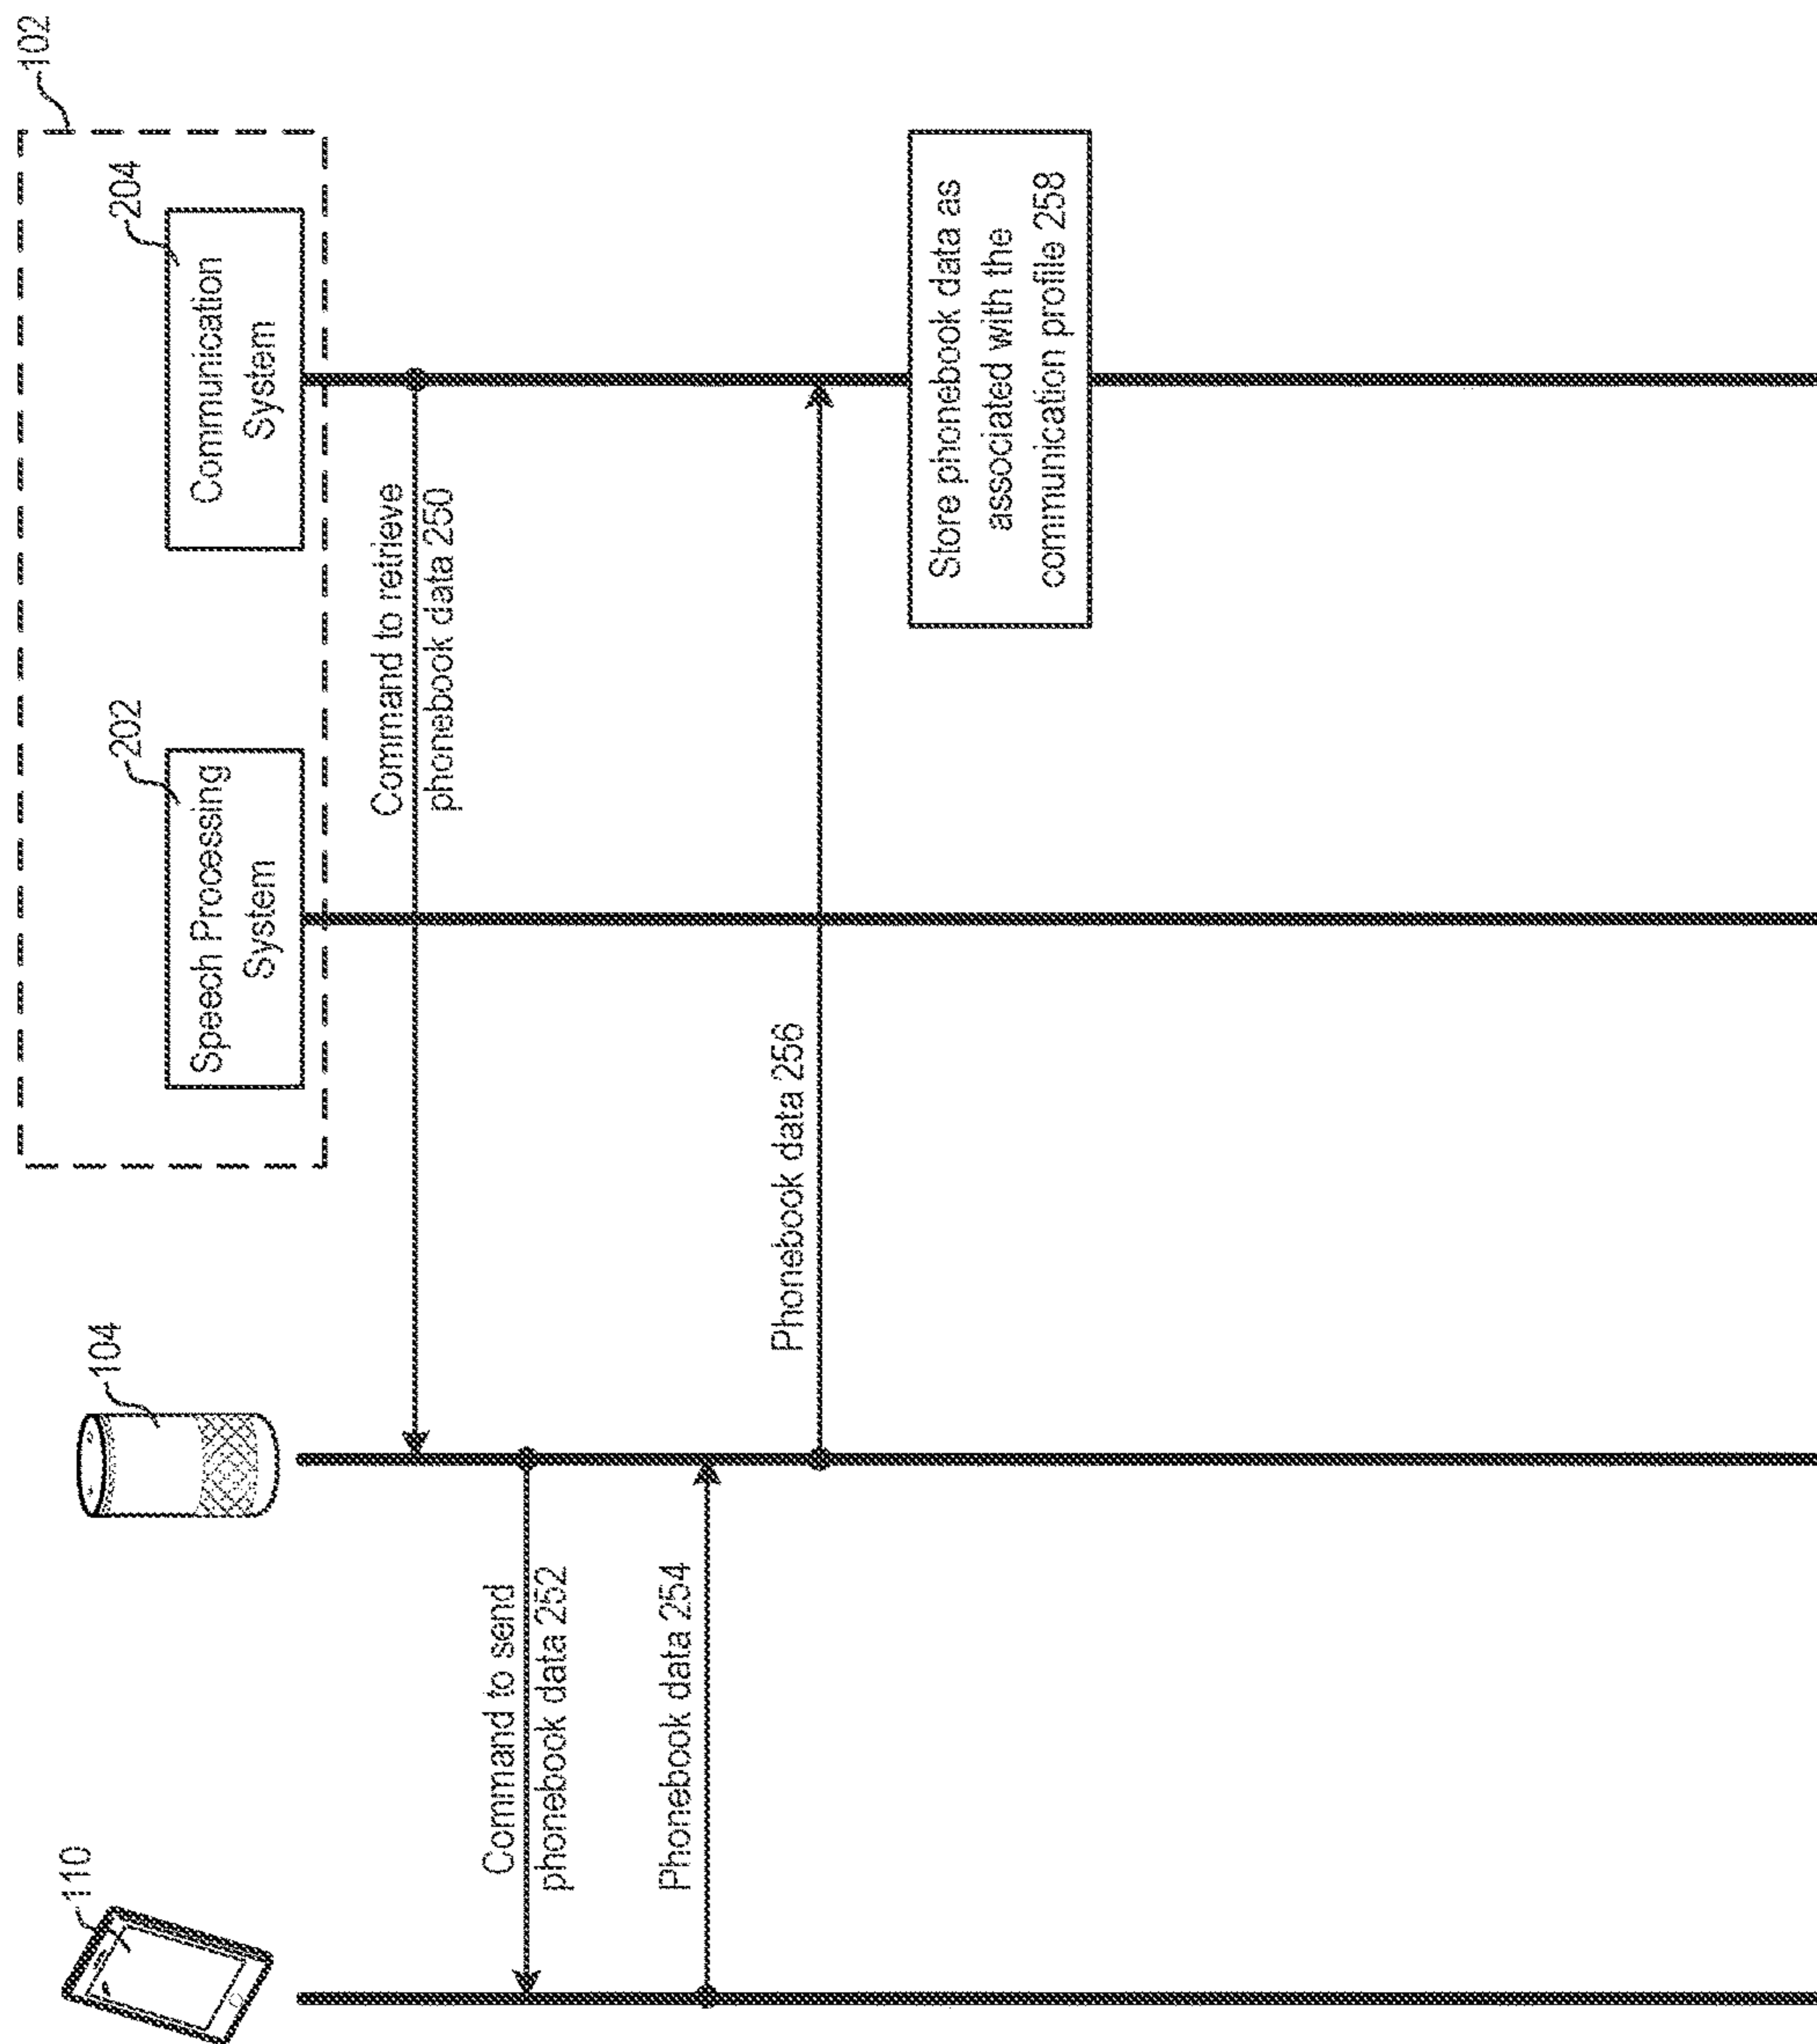 110
104
202
204
102
Speech Processing
System
Communication
System
Command to retrieve
phonebook data 250
Command to send
phonebook data 252
Phonebook data 254
Phonebook data 256
Store phonebook data as
associated with the
communication profile 258